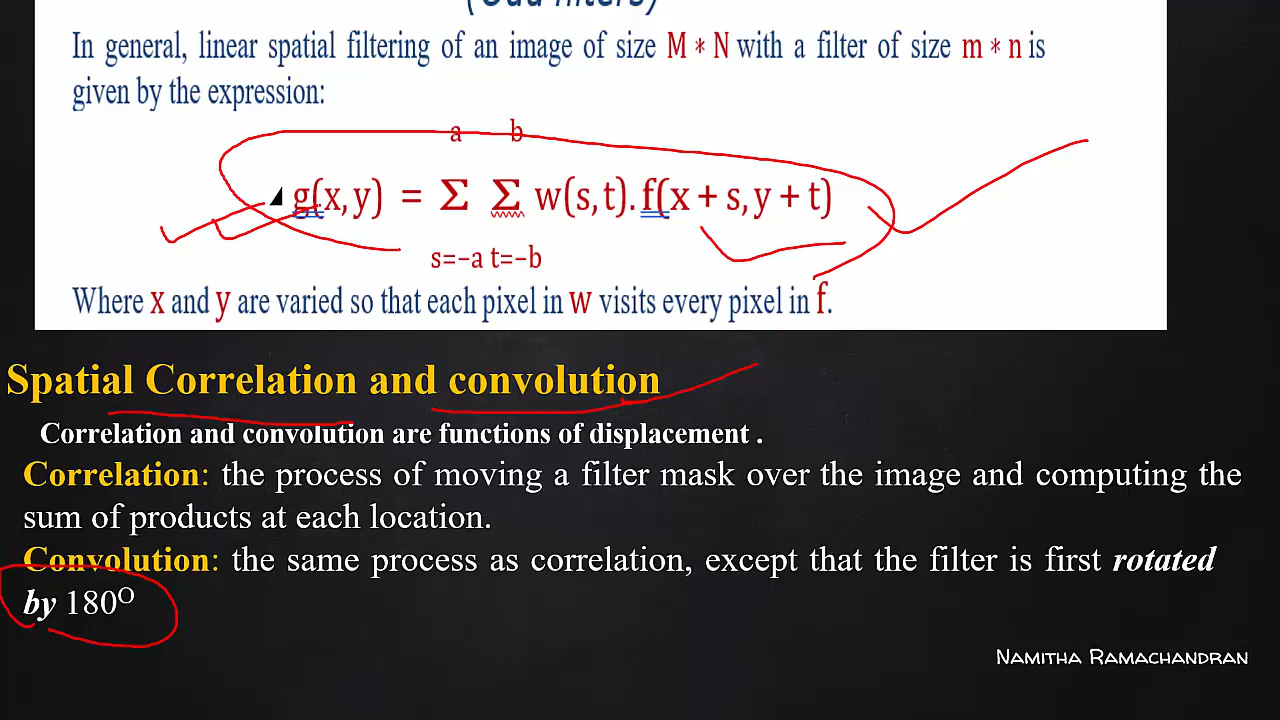 (Odd filters)
In general, linear spatial filtering of an image of size M * N with a filter of size m * n is
given by the expression:
a b
g(x, y) = Σ Σ w(s, t). f(x + s, y + t)
s=−a t=−b
Where x and y are varied so that each pixel in w visits every pixel in f.
Spatial Correlation and convolution
Correlation and convolution are functions of displacement .
Correlation: the process of moving a filter mask over the image and computing the
sum of products at each location.
Convolution: the same process as correlation, except that the filter is first rotated
by 180O
Namitha Ramachandran